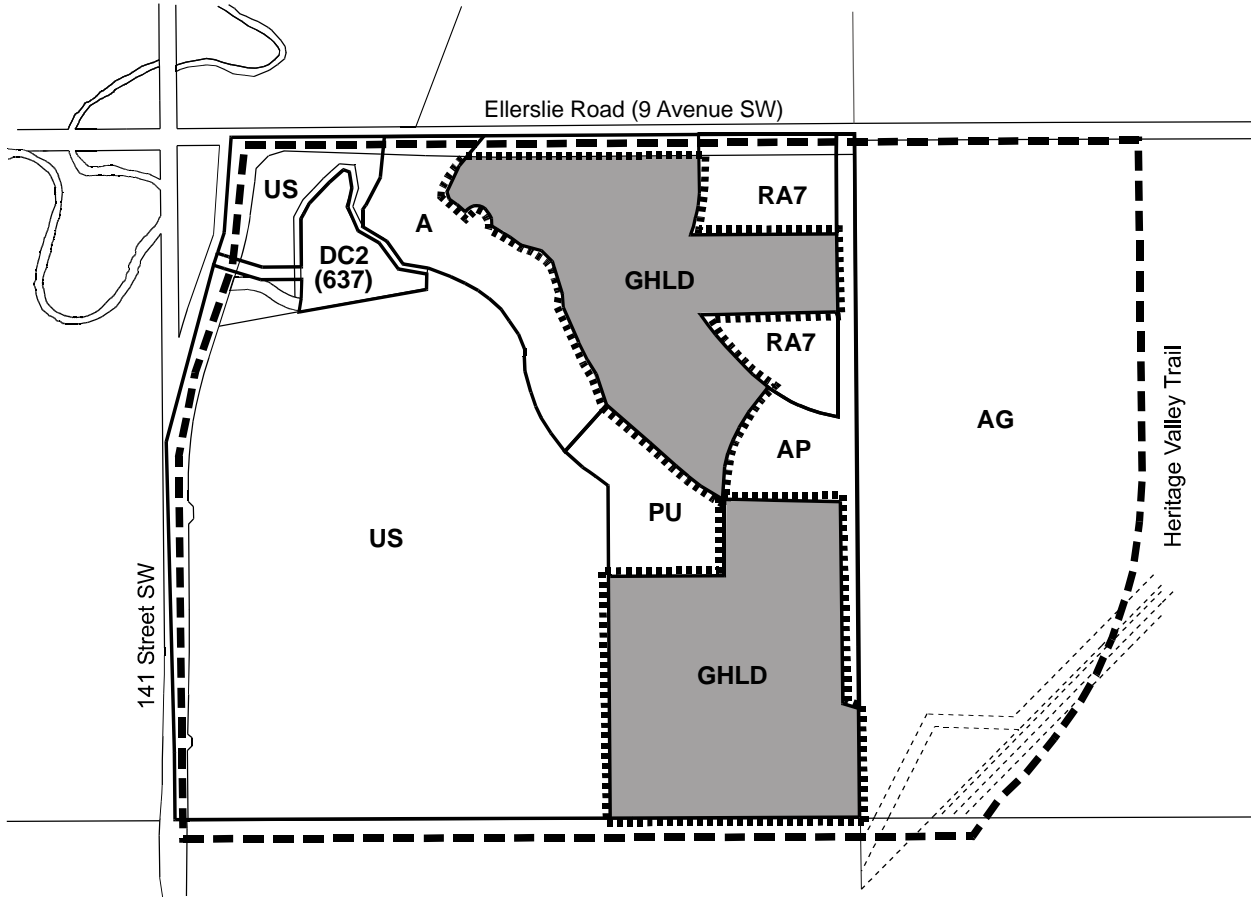 Ellerslie Road (9 Avenue SW)
US
RA7
A
DC2
(637)
GHLD
RA7
Heritage Valley Trail
AG
AP
PU
US
141 Street SW
GHLD